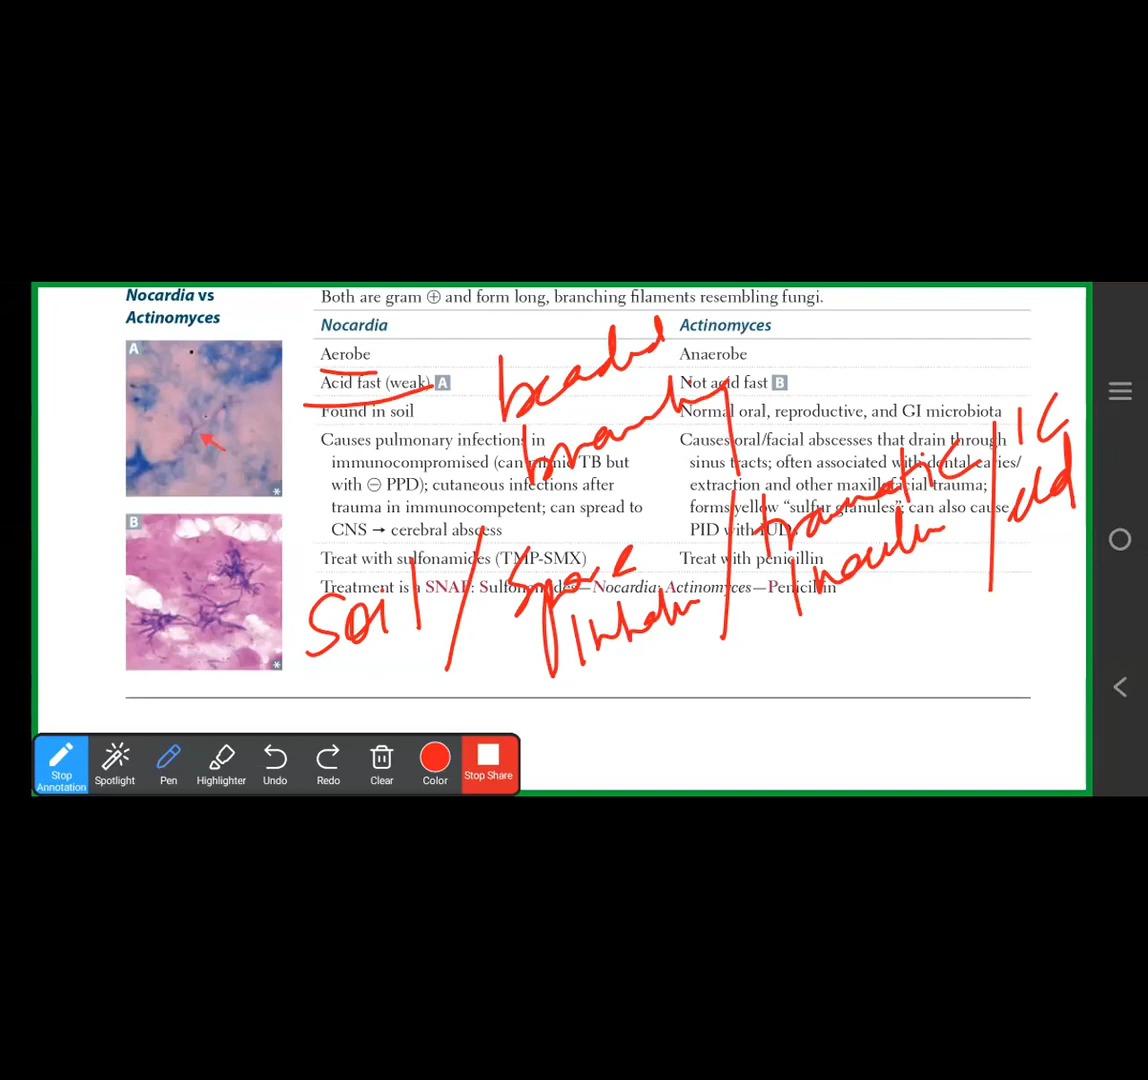 Nocardia vs
Actinomyces
Both are gram ⊕ and form long, branching filaments resembling fungi.
Nocardia
Actinomyces
Aerobe
Anaerobe
Acid fast (weak) A
Not acid fast B
Found in soil
Normal oral, reproductive, and GI microbiota
Causes pulmonary infections in
immunocompromised (can mimic TB but
with ⊖ PPD); cutaneous infections after
trauma in immunocompetent; can spread to
CNS → cerebral abscess
Causes oral/facial abscesses that drain through
sinus tracts; often associated with dental caries/
extraction and other maxillofacial trauma;
forms yellow “sulfur granules”; can also cause
PID with IUDs
Treat with sulfonamides (TMP-SMX)
Treat with penicillin
Treatment is a SNAP: Sulfonamides—Nocardia; Actinomyces—Penicillin
A
B
beaded
Soil
Spore
traumatic
IC
Stop
Annotation
Spotlight
Pen
Highlighter
Undo
Redo
Clear
Color
Stop Share